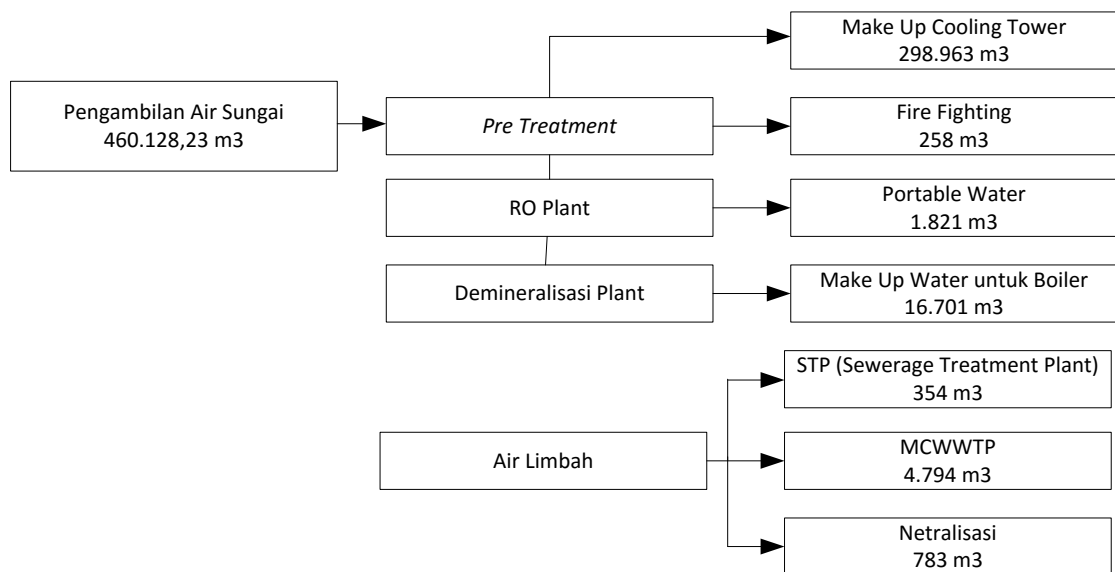 Make Up Cooling Tower
298.963 m3
Pengambilan Air Sungai
460.128,23 m3
Pre Treatment
Fire Fighting
258 m3
RO Plant
Portable Water
1.821 m3
Demineralisasi Plant
Make Up Water untuk Boiler
16.701 m3
STP (Sewerage Treatment Plant)
354 m3
Air Limbah
MCWWTP
4.794 m3
Netralisasi
783 m3